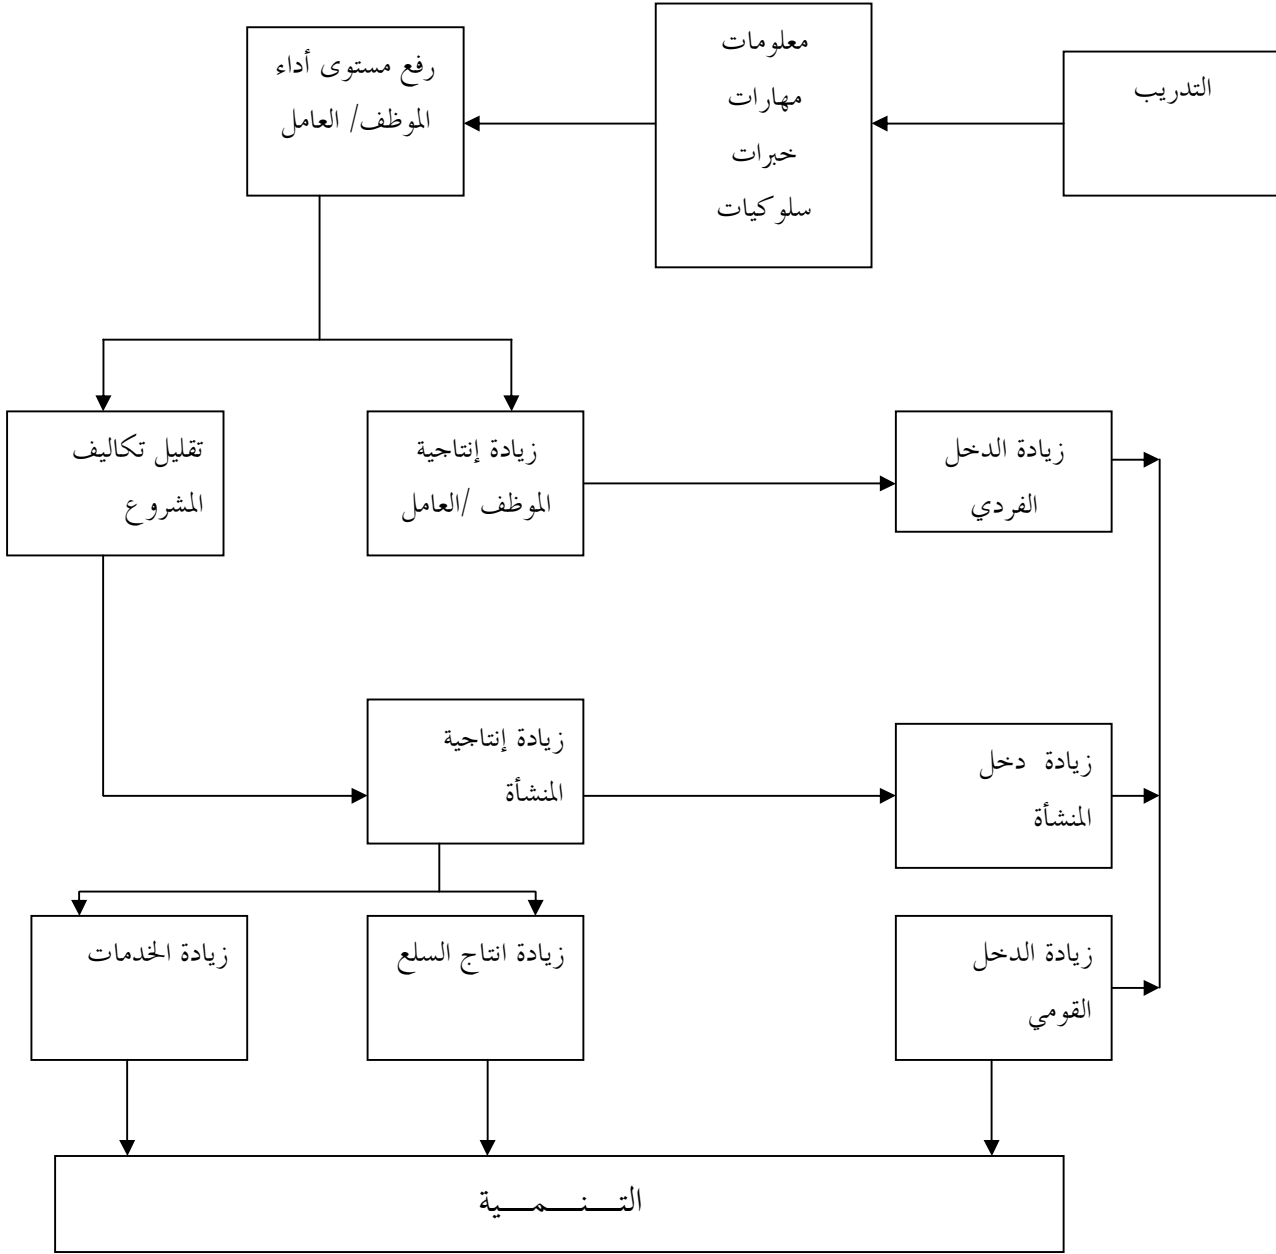 التدريب
معلومات
مهارات
خبرات
سلوكيات
رفع مستوى أداء
الموظف/ العامل
زيادة الدخل
الفردي
زيادة إنتاجية
الموظف /العامل
تقليل تكاليف
المشروع
زيادة دخل
المنشأة
زيادة إنتاجية
المنشأة
زيادة الدخل
القومي
زيادة انتاج السلع
زيادة الخدمات
التـــنـــمـــية